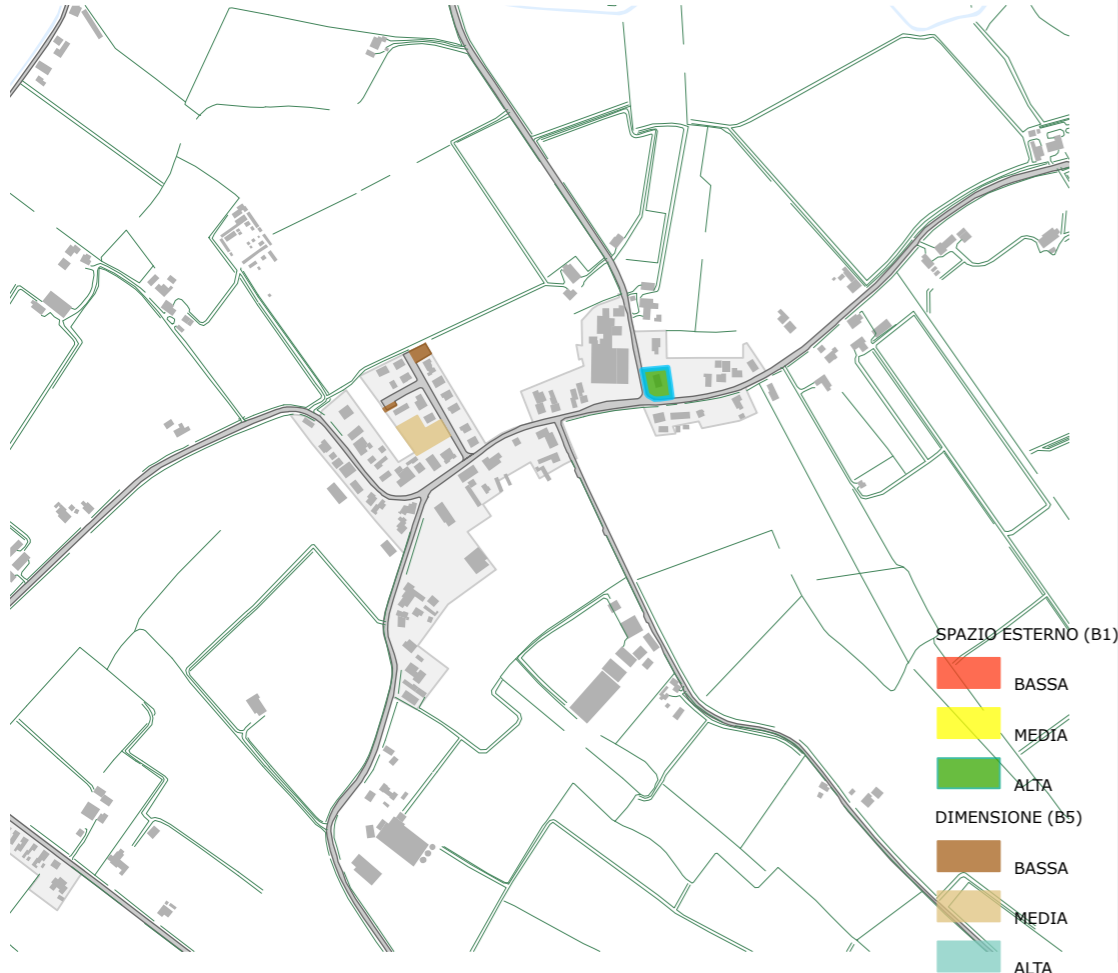 SPAZIO ESTERNO (B1)
BASSA
MEDIA
ALTA
DIMENSIONE (B5)
BASSA
MEDIA
ALTA